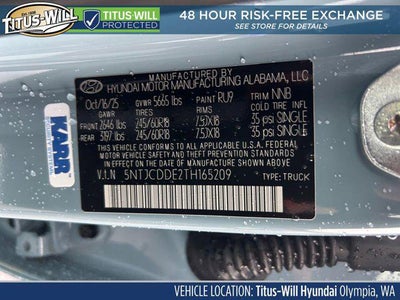 TITUS-WILL
TITUS-WILL PROTECTED
48 HOUR RISK-FREE EXCHANGE
SEE STORE FOR DETAILS
MANUFACTURED BY
HYUNDAI MOTOR MANUFACTURING ALABAMA, LLC
Oct/16/25 GVWR 5665 lbs PAINT RU9 TRIM NNB
GAWR TIRES RIMS COLD TIRE INF
FRONT 2646 lbs 245/60R18 7.5JX18 35 psi SINGLE
REAR 3197 lbs 245/60R18 7.5JX18 35 psi SINGLE
THIS VEHICLE CONFORMS TO ALL APPLICABLE U.S.A. FEDERAL
MOTOR VEHICLE SAFETY STANDARDS IN EFFECT ON THE
DATE OF MANUFACTURE SHOWN ABOVE.
V.I.N 5NTJCDDE2TH165209 TYPE: TRUCK
KARR
VEHICLE LOCATION: Titus-Will Hyundai Olympia, WA